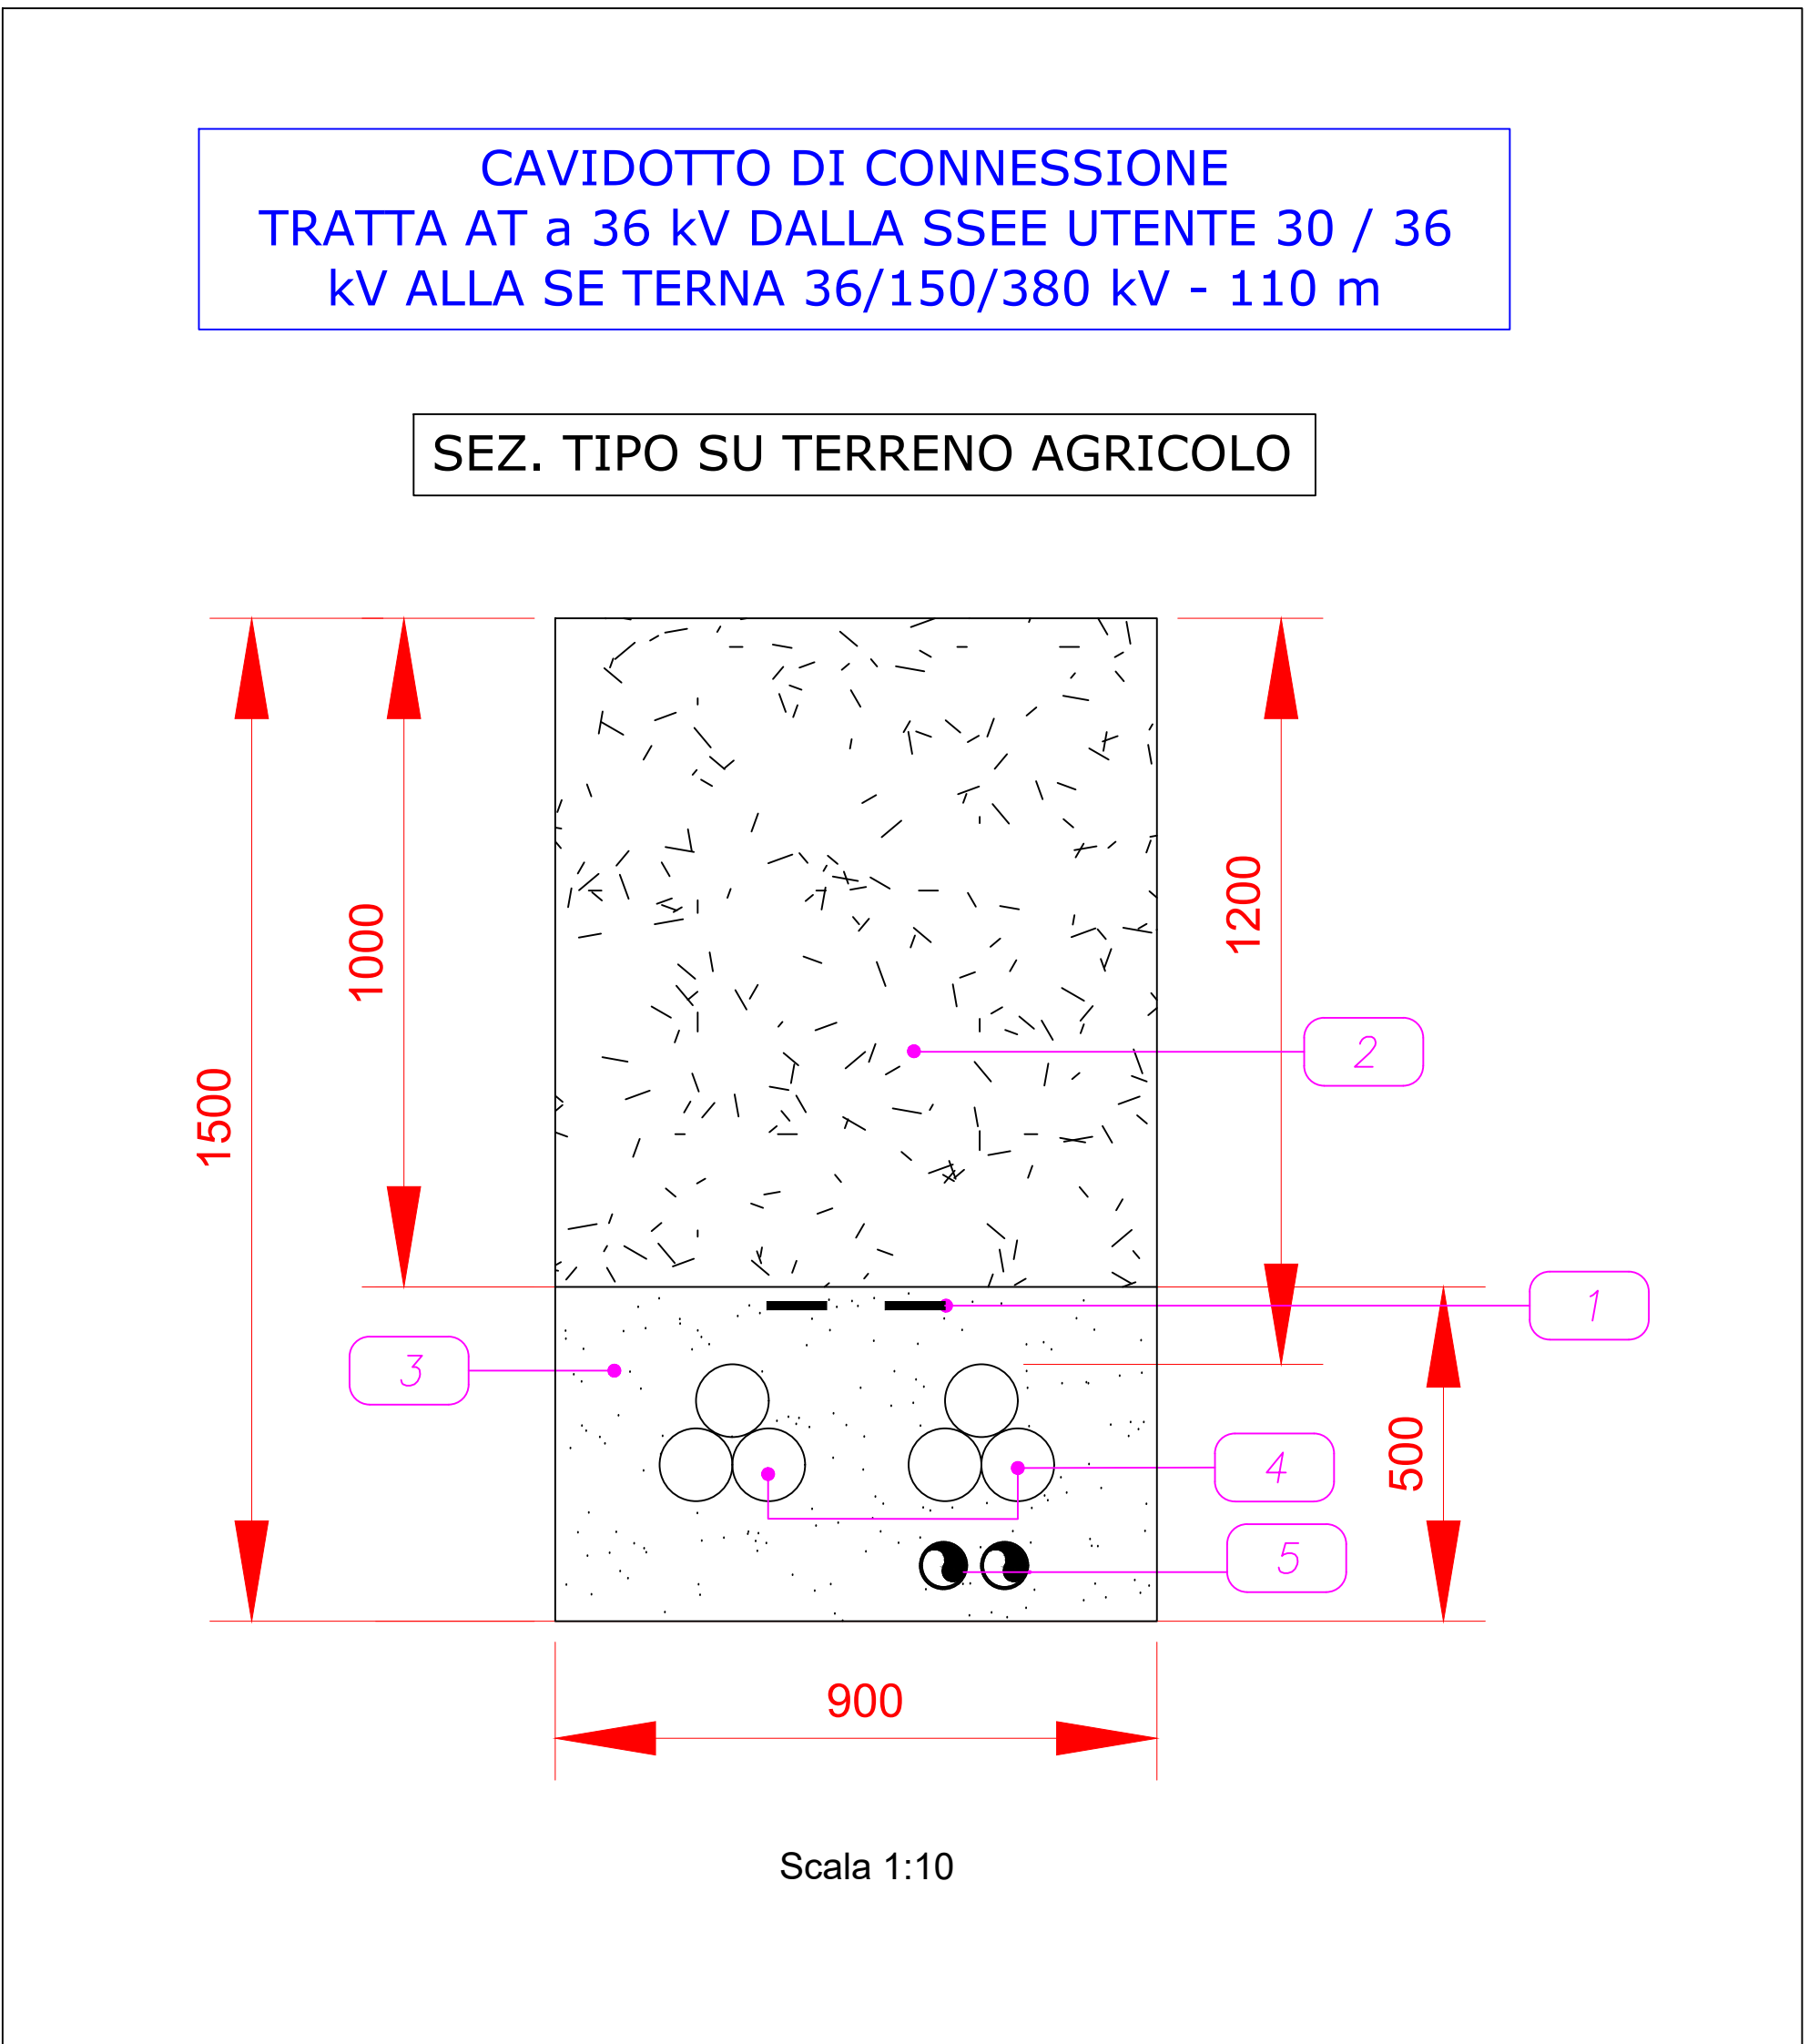 CAVIDOTTO DI CONNESSIONE
TRATTA AT a 36 kV DALLA SSEE UTENTE 30 / 36
kV ALLA SE TERNA 36/150/380 kV - 110 m
SEZ. TIPO SU TERRENO AGRICOLO
1500
1000
1200
2
1
3
4
500
5
900
Scala 1:10